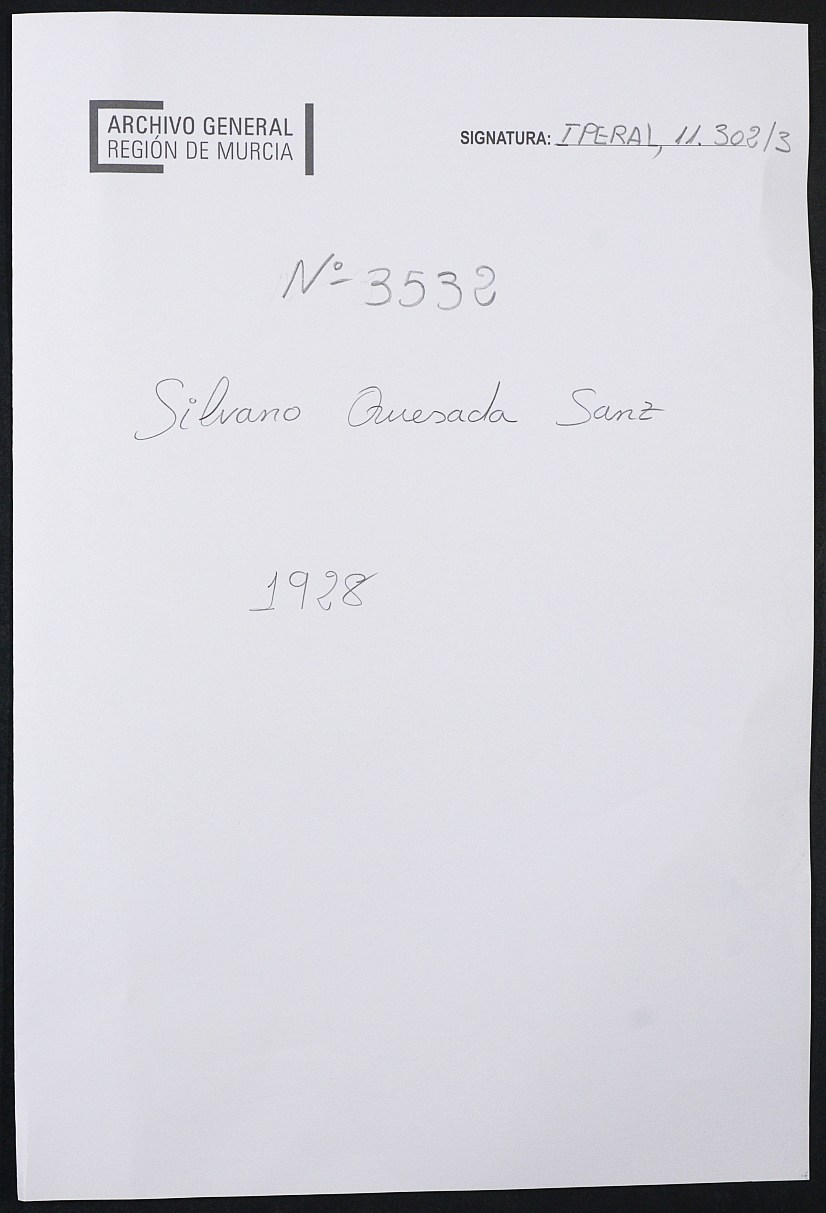 ARCHIVO GENERAL
REGIÓN DE MURCIA
SIGNATURA: IPERAL, 11.302/3
Nº 3532
Silvano Quesada Sanz
1928